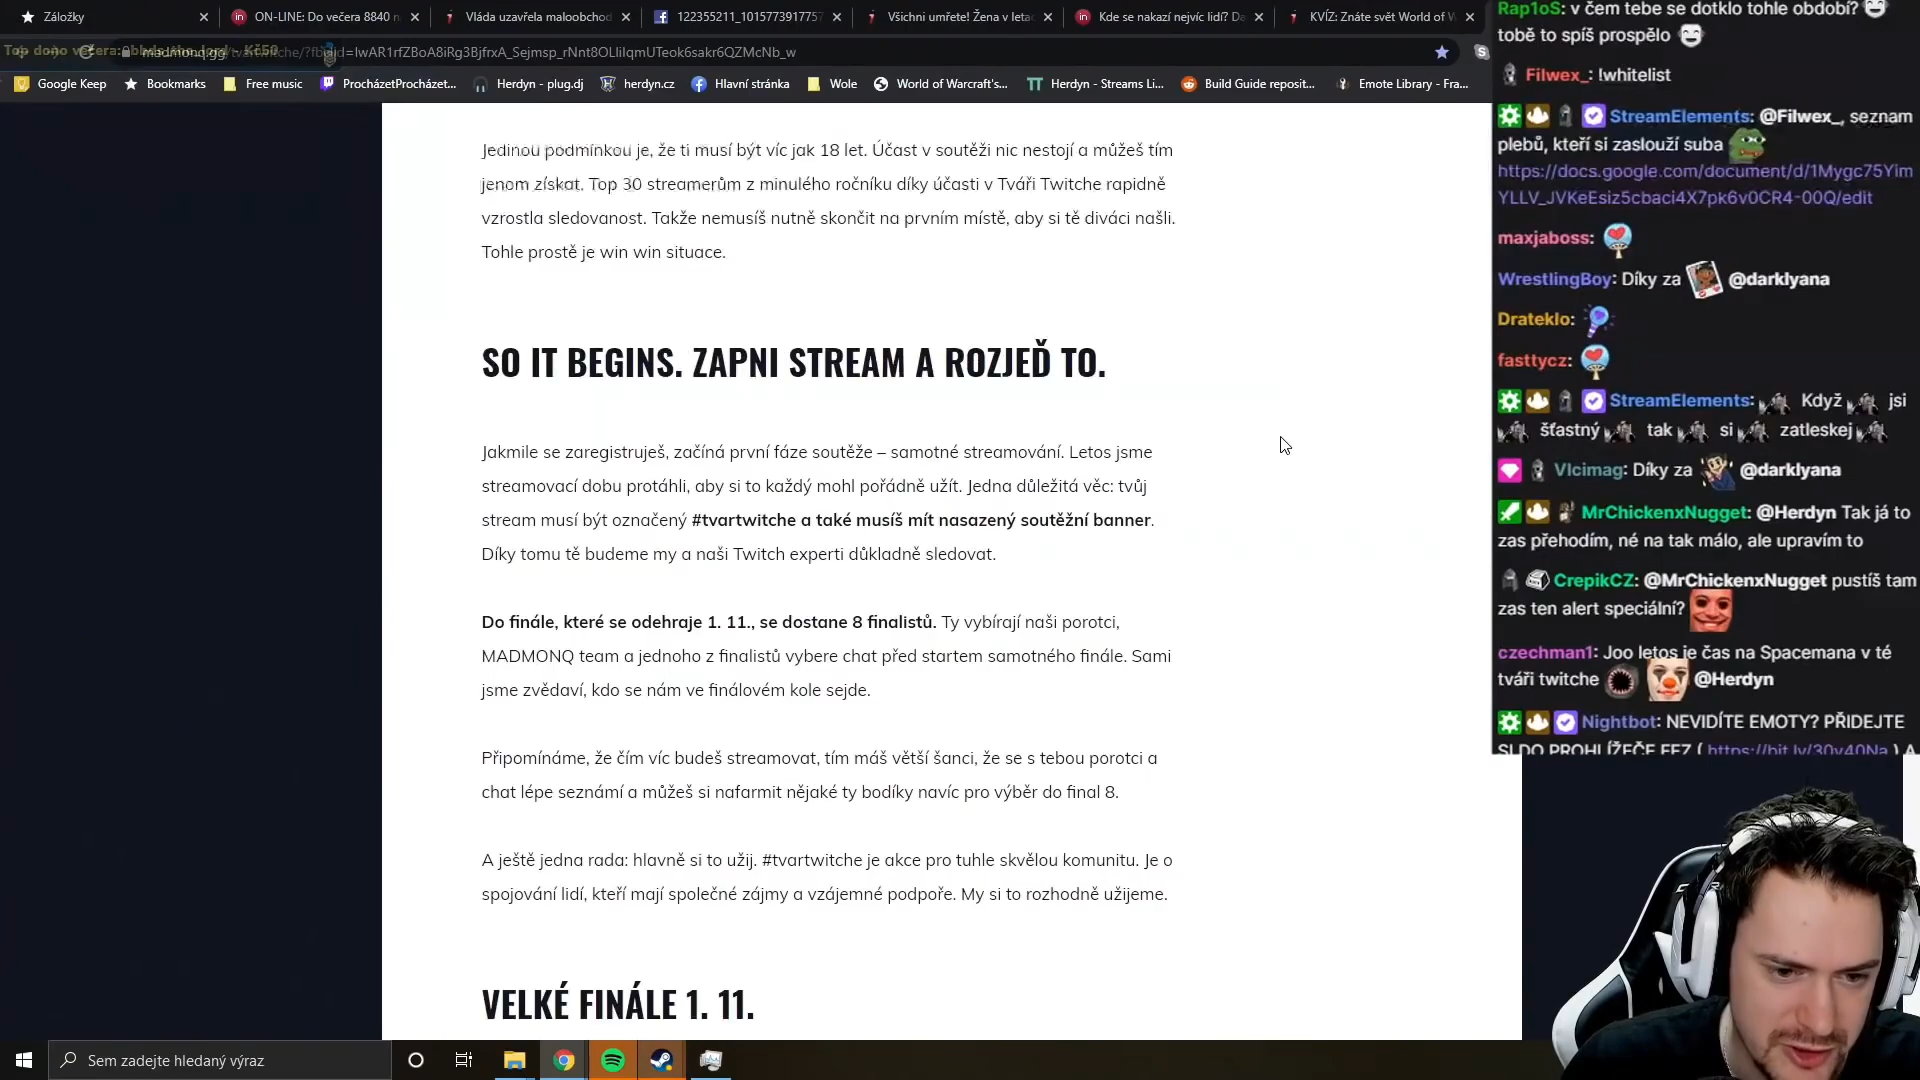 Záložky
ON-LINE: Do večera 8840 n
Vláda uzavřela maloobchod
122355211_1015773917757
Všichni umřete! Žena v leta
Kde se nakazí nejvíc lidí? Da
KVÍZ: Znáte svět World of W
madmonq.gg/tvartwitche/?fbclid=IwAR1rfZBoA8iRg3BjfrxA_Sejmsp_rNnt8OLIilqmUTeok6sakr6QZMcNb_w
Google Keep
Bookmarks
Free music
ProcházetProcházet...
Herdyn - plug.dj
herdyn.cz
Hlavní stránka
Wole
World of Warcraft's...
Herdyn - Streams Li...
Build Guide reposit...
Emote Library - Fra...
Jedinou podmínkou je, že ti musí být víc jak 18 let. Účast v soutěži nic nestojí a můžeš tím
jenom získat. Top 30 streamerům z minulého ročníku díky účasti v Tváři Twitche rapidně
vzrostla sledovanost. Takže nemusíš nutně skončit na prvním místě, aby si tě diváci našli.
Tohle prostě je win win situace.
SO IT BEGINS. ZAPNI STREAM A ROZJEĎ TO.
Jakmile se zaregistruješ, začíná první fáze soutěže – samotné streamování. Letos jsme
streamovací dobu protáhli, aby si to každý mohl pořádně užít. Jedna důležitá věc: tvůj
stream musí být označený #tvartwitche a také musíš mít nasazený soutěžní banner.
Díky tomu tě budeme my a naši Twitch experti důkladně sledovat.
Do finále, které se odehraje 1. 11., se dostane 8 finalistů. Ty vybírají naši porotci,
MADMONQ team a jednoho z finalistů vybere chat před startem samotného finále. Sami
jsme zvědaví, kdo se nám ve finálovém kole sejde.
Připomínáme, že čím víc budeš streamovat, tím máš větší šanci, že se s tebou porotci a
chat lépe seznámí a můžeš si nafarmit nějaké ty bodíky navíc pro výběr do final 8.
A ještě jedna rada: hlavně si to užij. #tvartwitche je akce pro tuhle skvělou komunitu. Je o
spojování lidí, kteří mají společné zájmy a vzájemné podpoře. My si to rozhodně užijeme.
VELKÉ FINÁLE 1. 11.
Rap1oS: v čem tebe se dotklo tohle období?
tobě to spíš prospělo
Filwex_: !whitelist
StreamElements: @Filwex_, seznam
plebů, kteří si zaslouží suba
https://docs.google.com/document/d/1Mygc75Yim
YLLV_JVKeEsiz5cbaci4X7pk6v0CR4-00Q/edit
maxjaboss:
WrestlingBoy: Díky za @darklyana
Drateklo:
fasttycz:
StreamElements: Když jsi
šťastný tak si zatleskej
Vlcimag: Díky za @darklyana
MrChickenxNugget: @Herdyn Tak já to
zas přehodím, né na tak málo, ale upravím to
CrepikCZ: @MrChickenxNugget pustíš tam
zas ten alert speciální?
czechman1: Joo letos je čas na Spacemana v té
tváři twitche @Herdyn
Nightbot: NEVIDÍTE EMOTY? PŘIDEJTE
SI DO PROHLÍŽEČE FFZ ( https://bit.ly/30v40Na ) A
Sem zadejte hledaný výraz